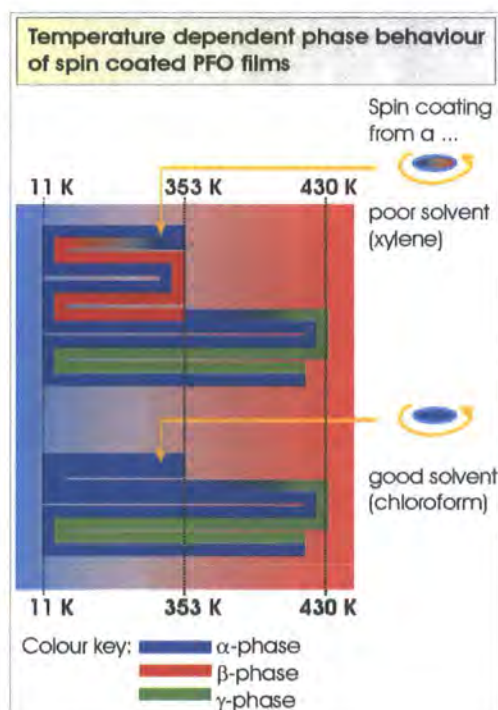 Temperature dependent phase behaviour
of spin coated PFO films
Spin coating
from a ...
11 K 353 K 430 K
poor solvent
(xylene)
good solvent
(chloroform)
11 K 353 K 430 K
Colour key: α-phase
β-phase
γ-phase